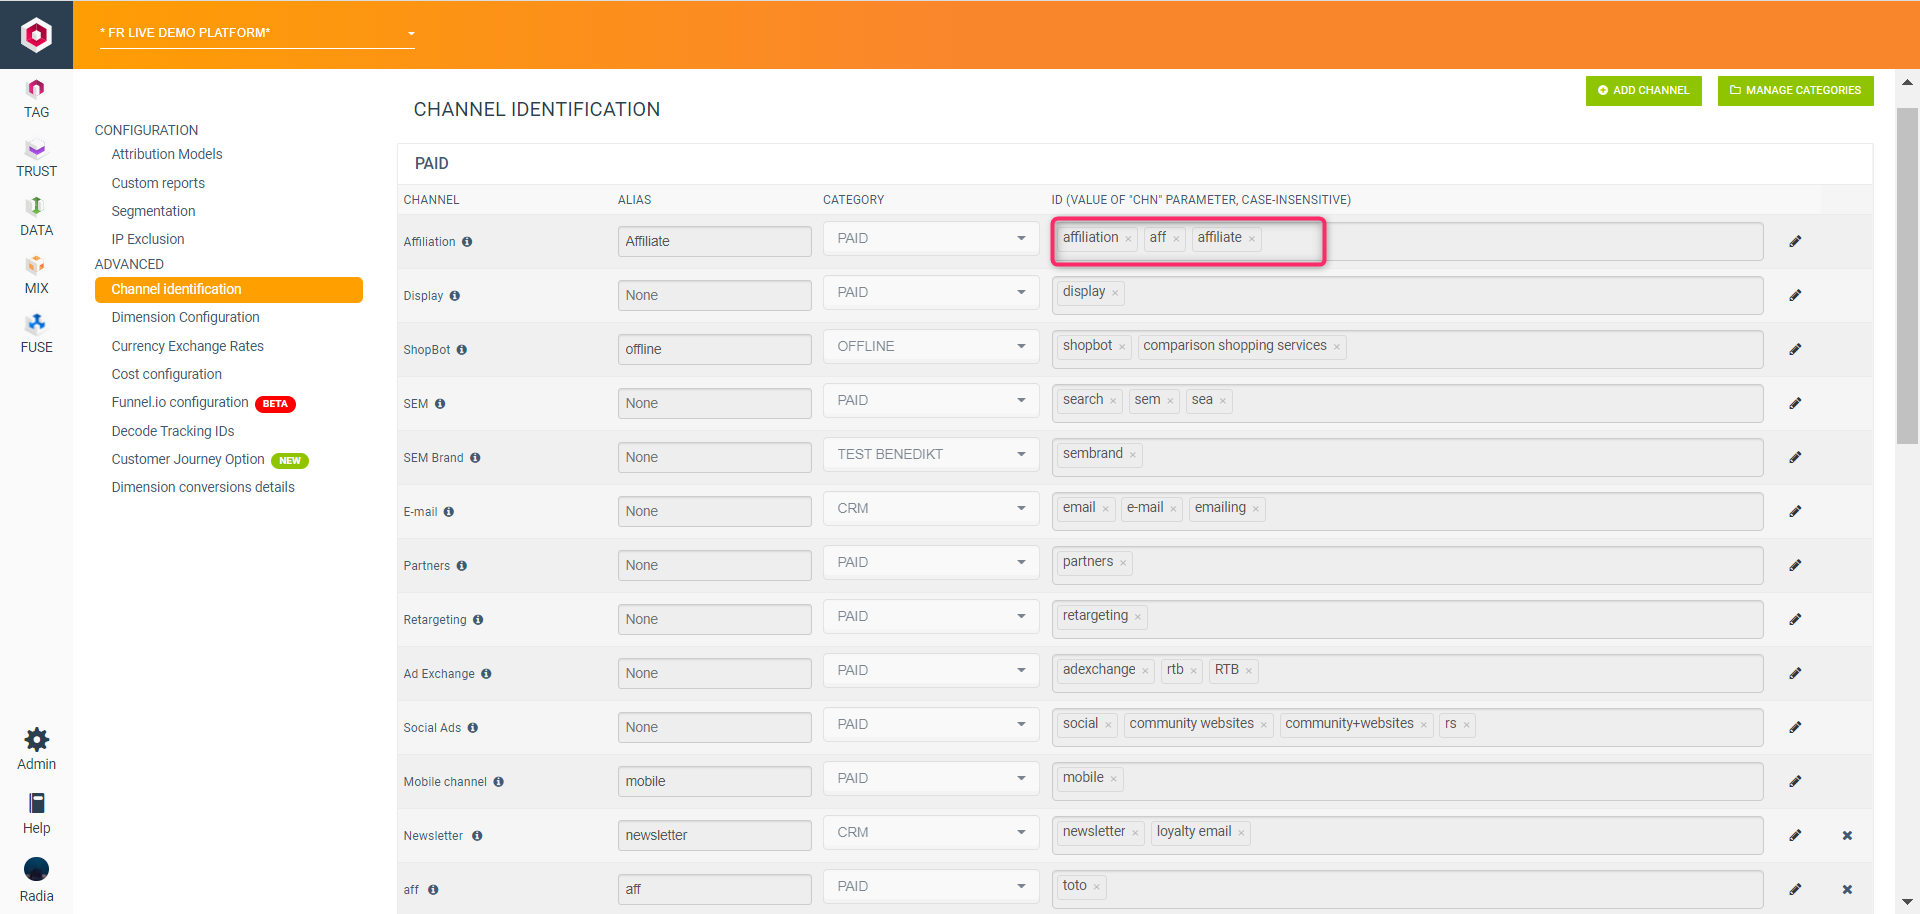 * FR LIVE DEMO PLATFORM*
TAG
TRUST
DATA
MIX
FUSE
Admin
Help
Radia
CONFIGURATION
Attribution Models
Custom reports
Segmentation
IP Exclusion
ADVANCED
Channel identification
Dimension Configuration
Currency Exchange Rates
Cost configuration
Funnel.io configuration BETA
Decode Tracking IDs
Customer Journey Option NEW
Dimension conversions details
ADD CHANNEL MANAGE CATEGORIES
CHANNEL IDENTIFICATION
PAID
CHANNEL ALIAS CATEGORY ID (VALUE OF "CHN" PARAMETER, CASE-INSENSITIVE)
Affiliation Affiliate PAID affiliation × aff × affiliate ×
Display None PAID display ×
ShopBot offline OFFLINE shopbot × comparison shopping services ×
SEM None PAID search × sem × sea ×
SEM Brand None TEST BENEDIKT sembrand ×
E-mail None CRM email × e-mail × emailing ×
Partners None PAID partners ×
Retargeting None PAID retargeting ×
Ad Exchange None PAID adexchange × rtb × RTB ×
Social Ads None PAID social × community websites × community+websites × rs ×
Mobile channel mobile PAID mobile ×
Newsletter newsletter CRM newsletter × loyalty email ×
aff aff PAID toto ×